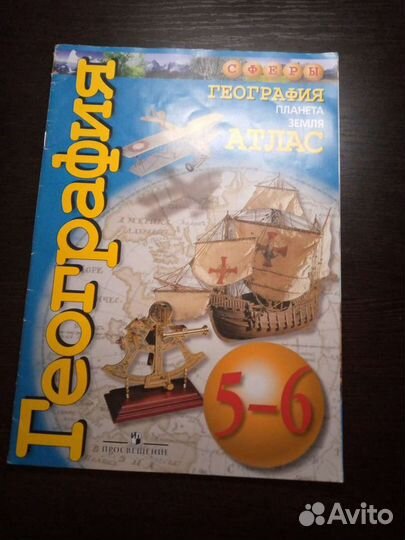 СФЕРЫ
ГЕОГРАФИЯ
ПЛАНЕТА
ЗЕМЛЯ
АТЛАС
География
5-6
ПРОСВЕЩЕНИЕ
Avito